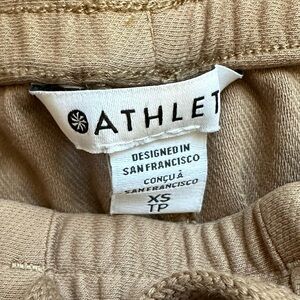 ATHLET
DESIGNED IN
SAN FRANCISCO
CONÇU À
SAN FRANCISCO
XS
TP